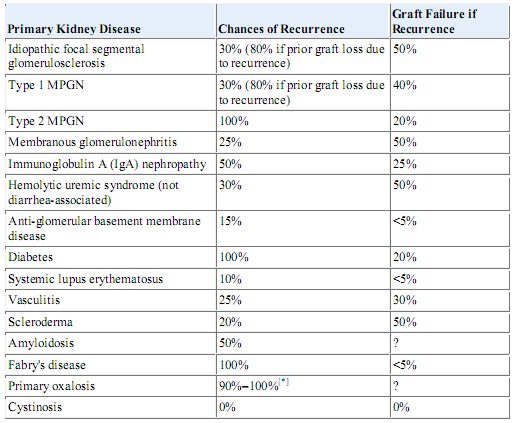 Primary Kidney Disease Chances of Recurrence Graft Failure if Recurrence
Idiopathic focal segmental glomerulosclerosis 30% (80% if prior graft loss due to recurrence) 50%
Type 1 MPGN 30% (80% if prior graft loss due to recurrence) 40%
Type 2 MPGN 100% 20%
Membranous glomerulonephritis 25% 50%
Immunoglobulin A (IgA) nephropathy 50% 25%
Hemolytic uremic syndrome (not diarrhea-associated) 30% 50%
Anti-glomerular basement membrane disease 15% <5%
Diabetes 100% 20%
Systemic lupus erythematosus 10% <5%
Vasculitis 25% 30%
Scleroderma 20% 50%
Amyloidosis 50% ?
Fabry's disease 100% <5%
Primary oxalosis 90%–100%[*] ?
Cystinosis 0% 0%